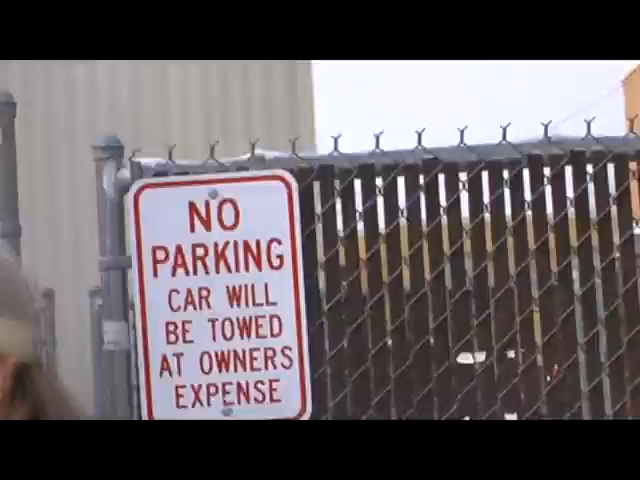 NO
PARKING
CAR WILL
BE TOWED
AT OWNERS
EXPENSE